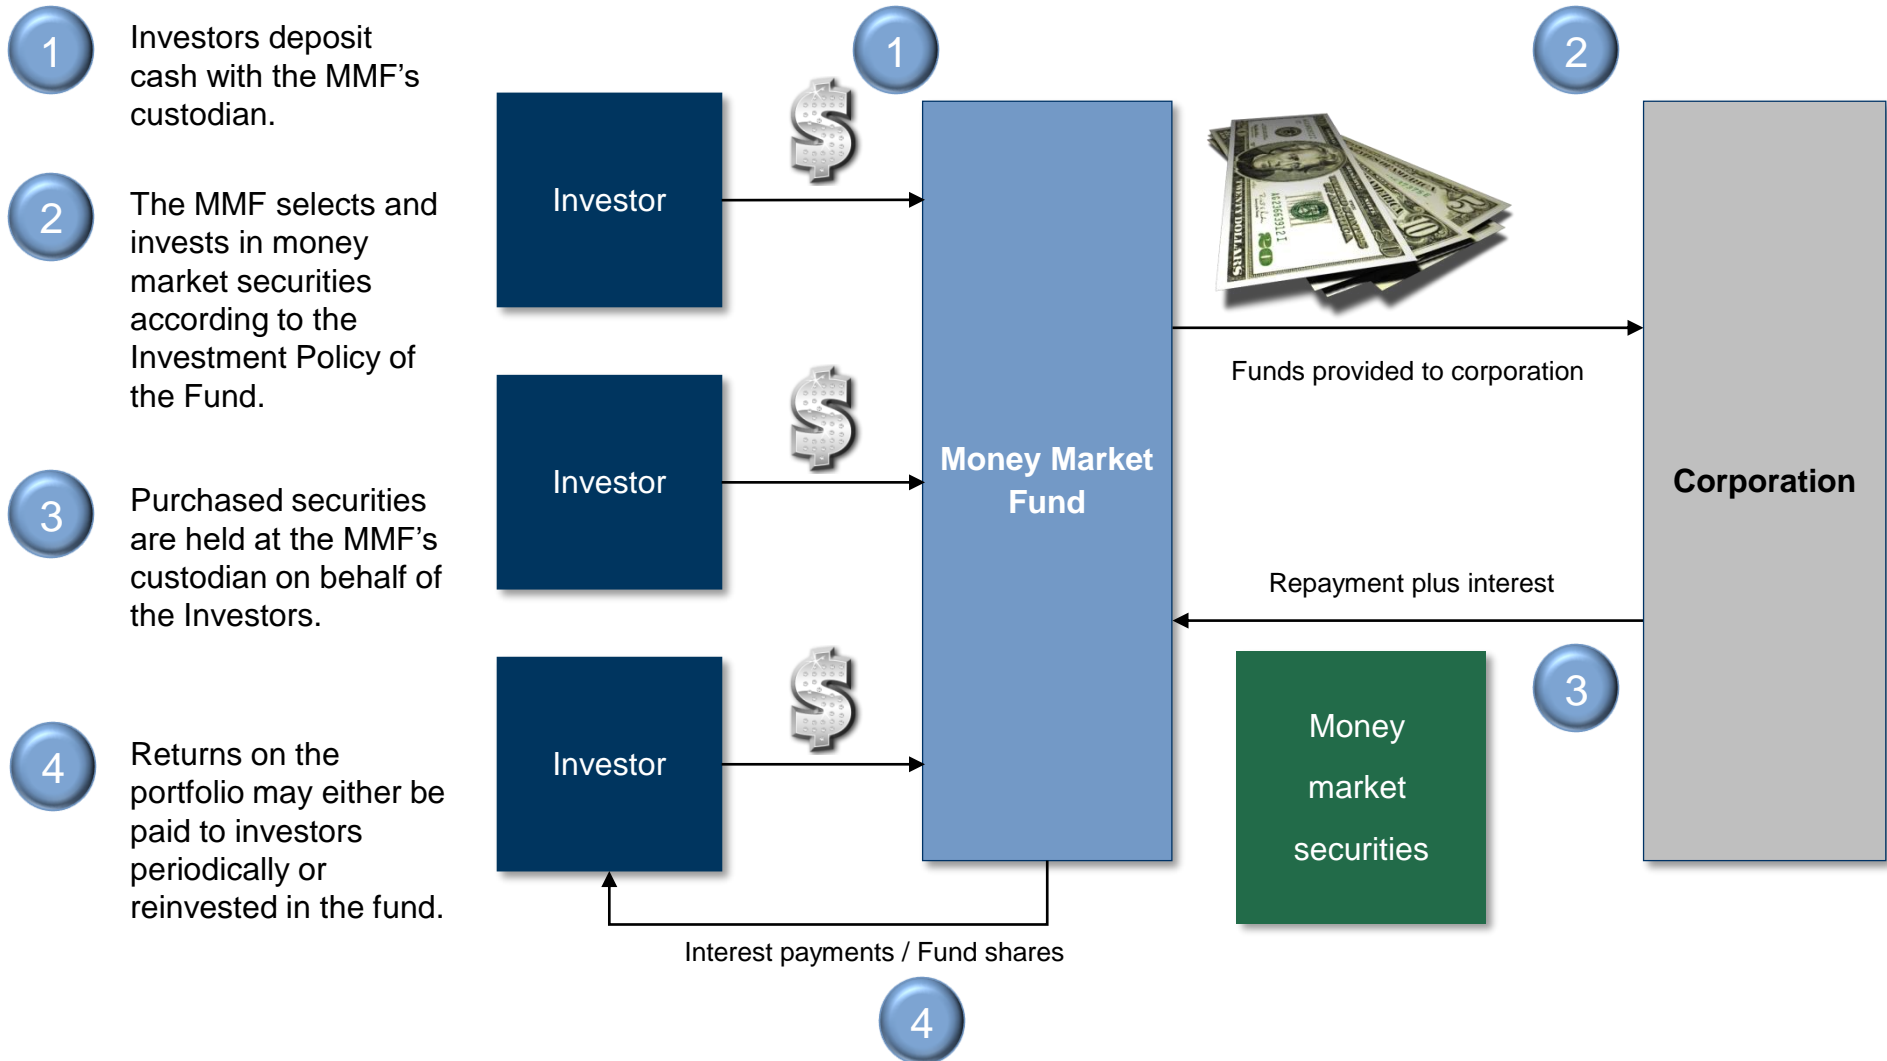 1
Investors deposit
cash with the MMF’s
custodian.
2
The MMF selects and
invests in money
market securities
according to the
Investment Policy of
the Fund.
3
Purchased securities
are held at the MMF’s
custodian on behalf of
the Investors.
4
Returns on the
portfolio may either be
paid to investors
periodically or
reinvested in the fund.
1
2
Investor
$
Investor
$
Investor
$
Money Market
Fund
TWENTY DOLLARS
20
10
Funds provided to corporation
Corporation
Repayment plus interest
3
Money
market
securities
Interest payments / Fund shares
4